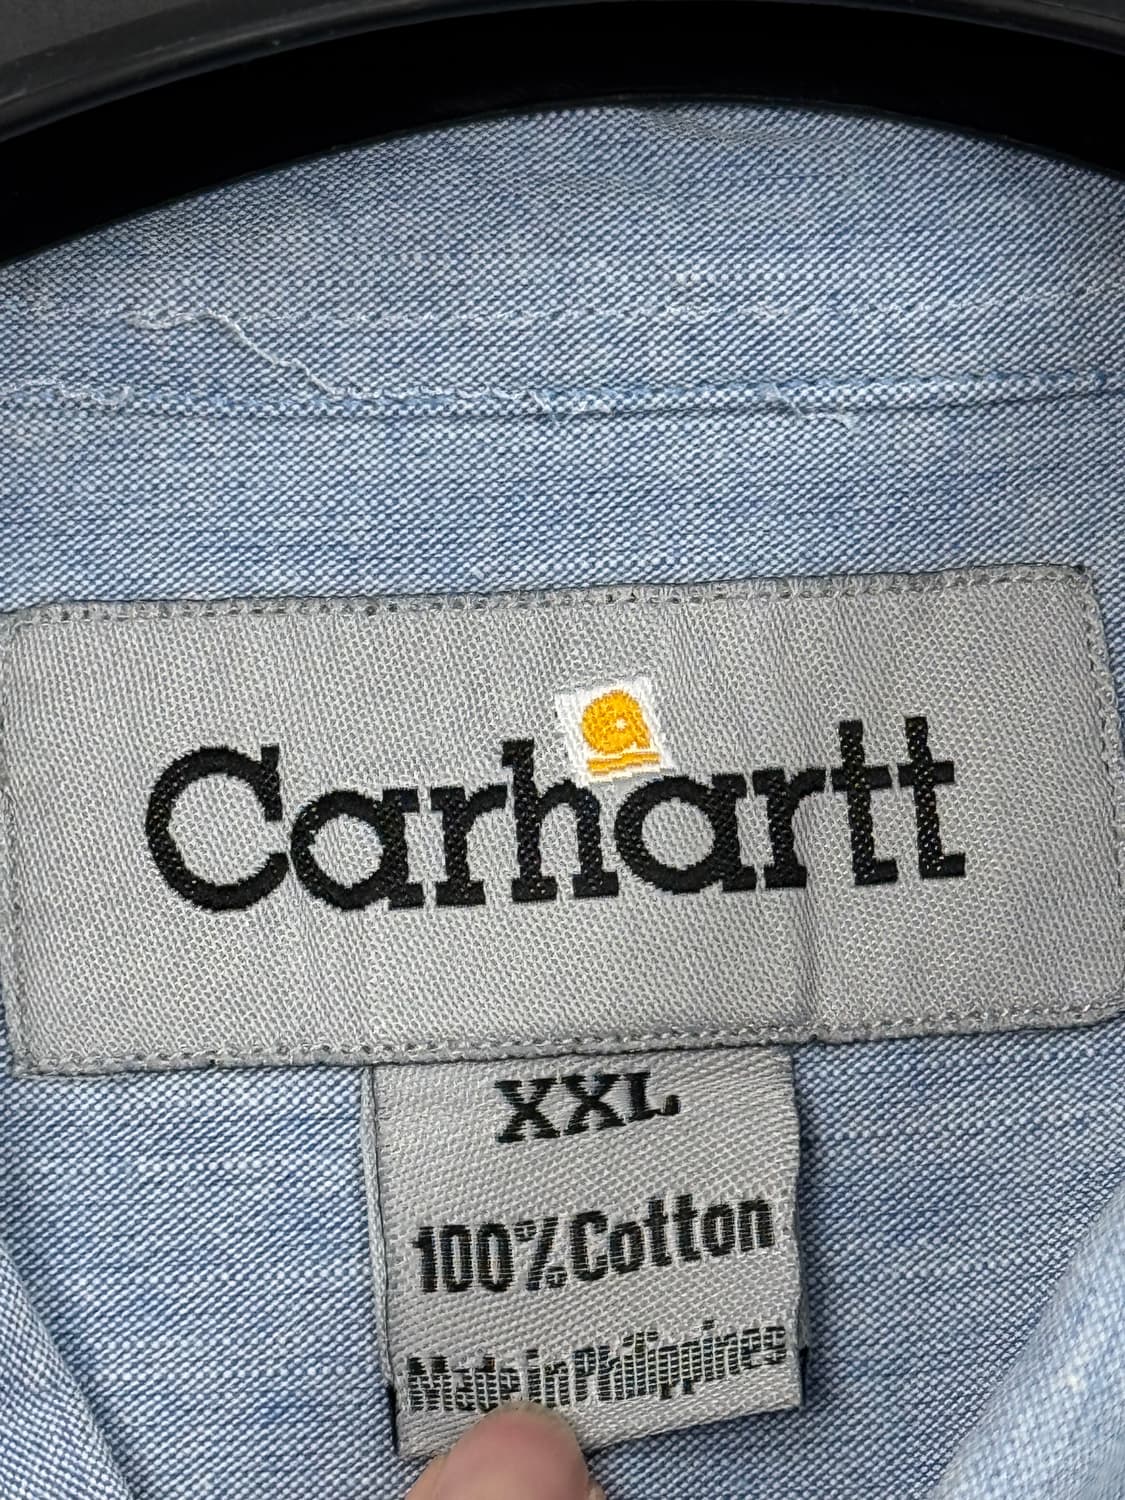 Carhartt
XXL
100% Cotton
Made in Philippines